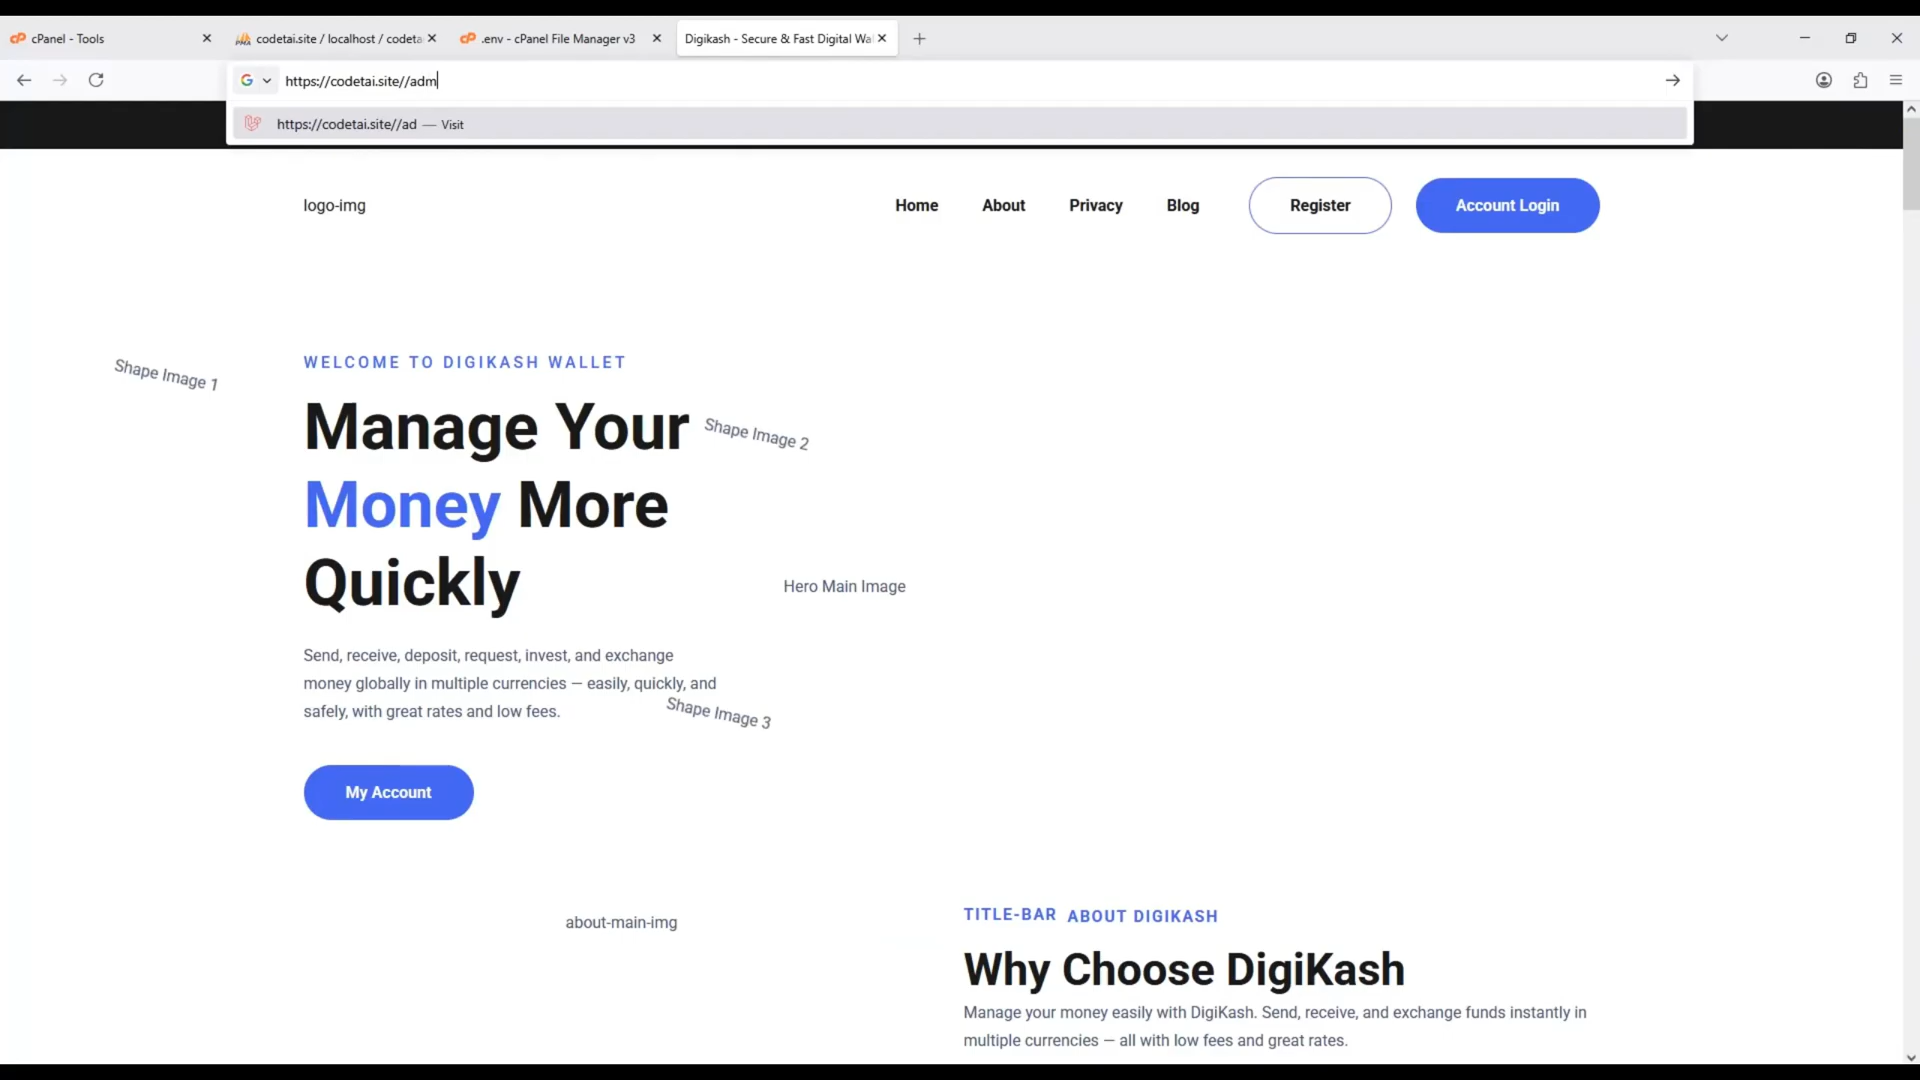 cPanel - Tools
codetai.site / localhost / codeta
.env - cPanel File Manager v3
Digikash - Secure & Fast Digital Wa
https://codetai.site//adm
https://codetai.site//ad — Visit
logo-img
Home
About
Privacy
Blog
Register
Account Login
Shape Image 1
WELCOME TO DIGIKASH WALLET
Manage Your
Shape Image 2
Money More
Quickly
Hero Main Image
Send, receive, deposit, request, invest, and exchange
money globally in multiple currencies — easily, quickly, and
safely, with great rates and low fees.
Shape Image 3
My Account
about-main-img
TITLE-BAR ABOUT DIGIKASH
Why Choose DigiKash
Manage your money easily with DigiKash. Send, receive, and exchange funds instantly in
multiple currencies — all with low fees and great rates.